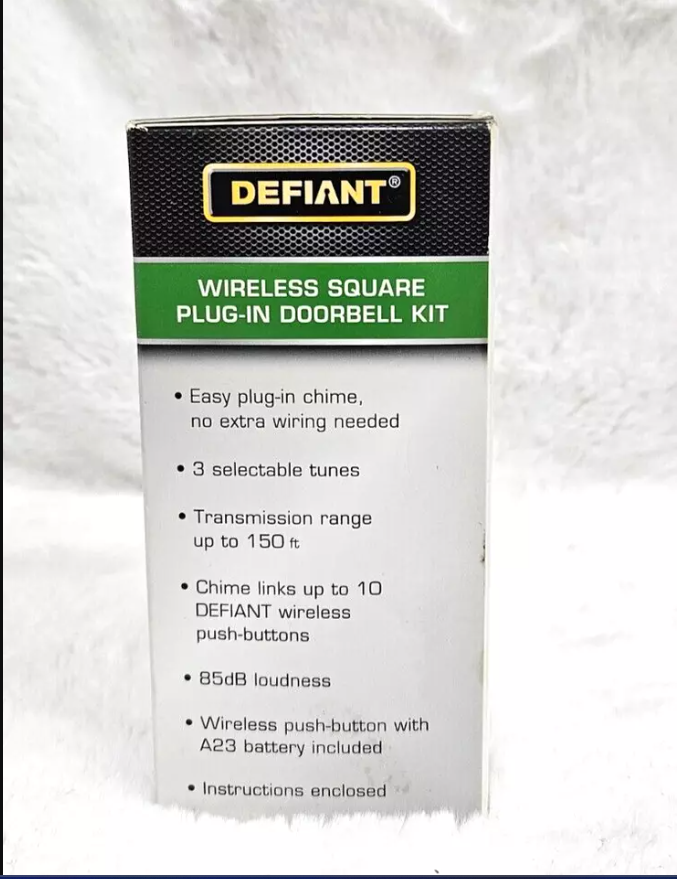 DEFIANT®
WIRELESS SQUARE
PLUG-IN DOORBELL KIT
• Easy plug-in chime,
no extra wiring needed
• 3 selectable tunes
• Transmission range
up to 150 ft
• Chime links up to 10
DEFIANT wireless
push-buttons
• 85dB loudness
• Wireless push-button with
A23 battery included
• Instructions enclosed